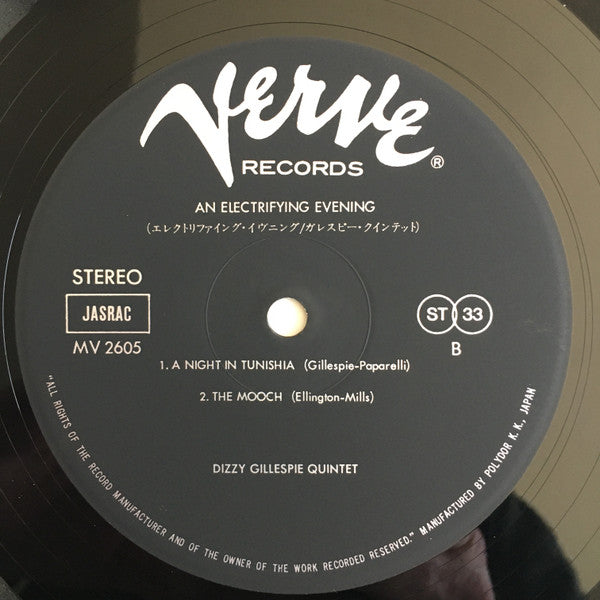 Verve
RECORDS ®
AN ELECTRIFYING EVENING
(エレクトリファイング・イヴニング/ガレスピー・クインテット)
STEREO
JASRAC
MV 2605
ST 33
B
1. A NIGHT IN TUNISHIA (Gillespie-Paparelli)
2. THE MOOCH (Ellington-Mills)
DIZZY GILLESPIE QUINTET
"ALL RIGHTS OF THE RECORD MANUFACTURER AND OF THE OWNER OF THE WORK RECORDED RESERVED." MANUFACTURED BY POLYDOR K. K., JAPAN